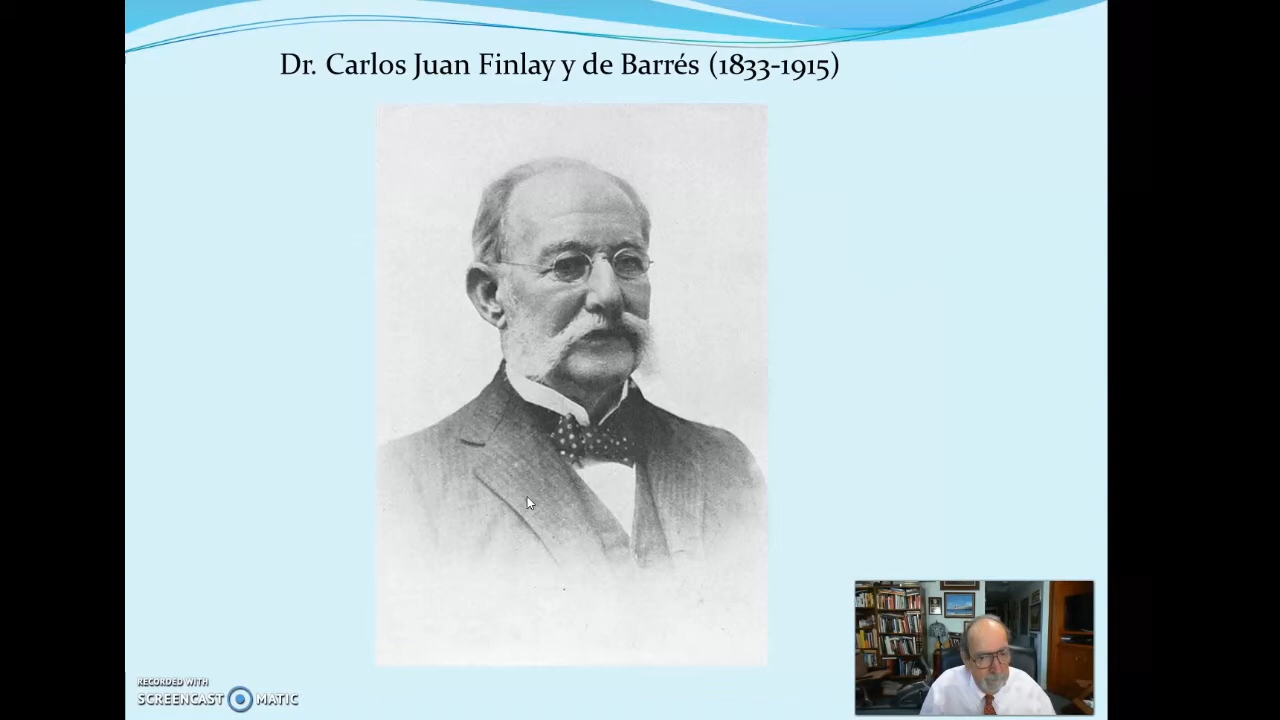 Dr. Carlos Juan Finlay y de Barrés (1833-1915)
RECORDED WITH
SCREENCAST MATIC